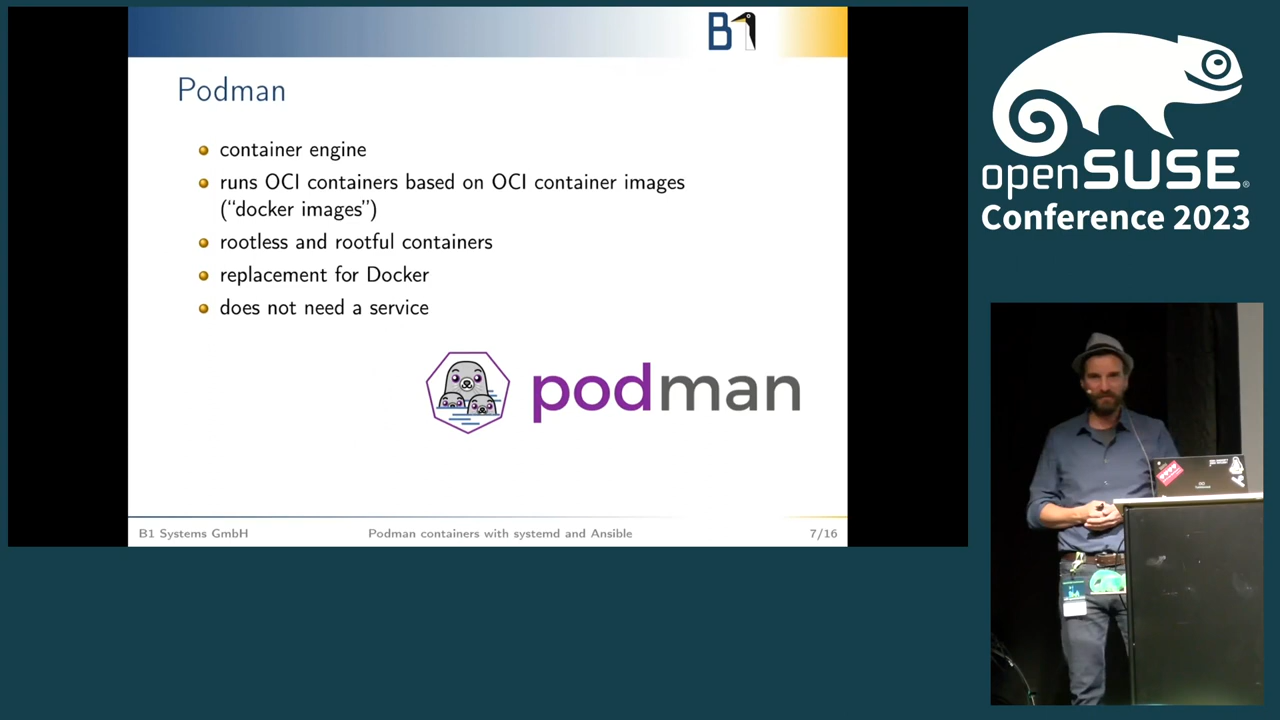 B1
Podman
container engine
runs OCI containers based on OCI container images
(“docker images”)
rootless and rootful containers
replacement for Docker
does not need a service
podman
B1 Systems GmbH
Podman containers with systemd and Ansible
7/16
openSUSE®
Conference 2023